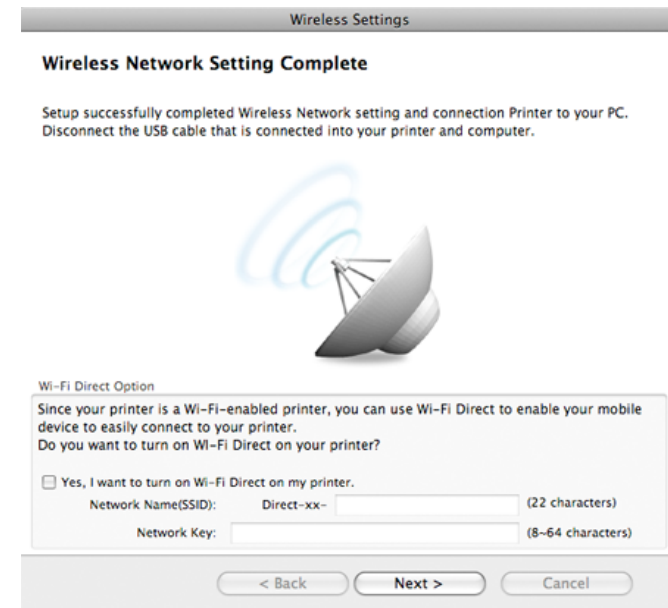 Wireless Settings
Wireless Network Setting Complete
Setup successfully completed Wireless Network setting and connection Printer to your PC.
Disconnect the USB cable that is connected into your printer and computer.
Wi-Fi Direct Option
Since your printer is a Wi-Fi-enabled printer, you can use Wi-Fi Direct to enable your mobile
device to easily connect to your printer.
Do you want to turn on WI-Fi Direct on your printer?
Yes, I want to turn on Wi-Fi Direct on my printer.
Network Name(SSID): Direct-xx- (22 characters)
Network Key: (8~64 characters)
< Back Next > Cancel